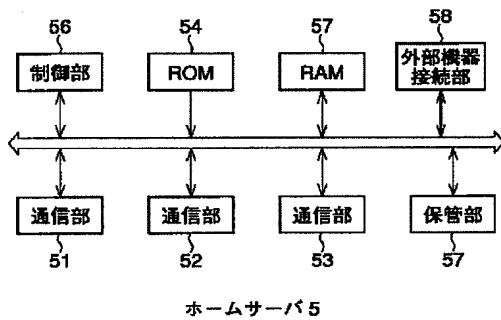 56
54
57
58
制御部
ROM
RAM
外部機器
接続部
通信部
通信部
通信部
保管部
51
52
53
57
ホームサーバ 5